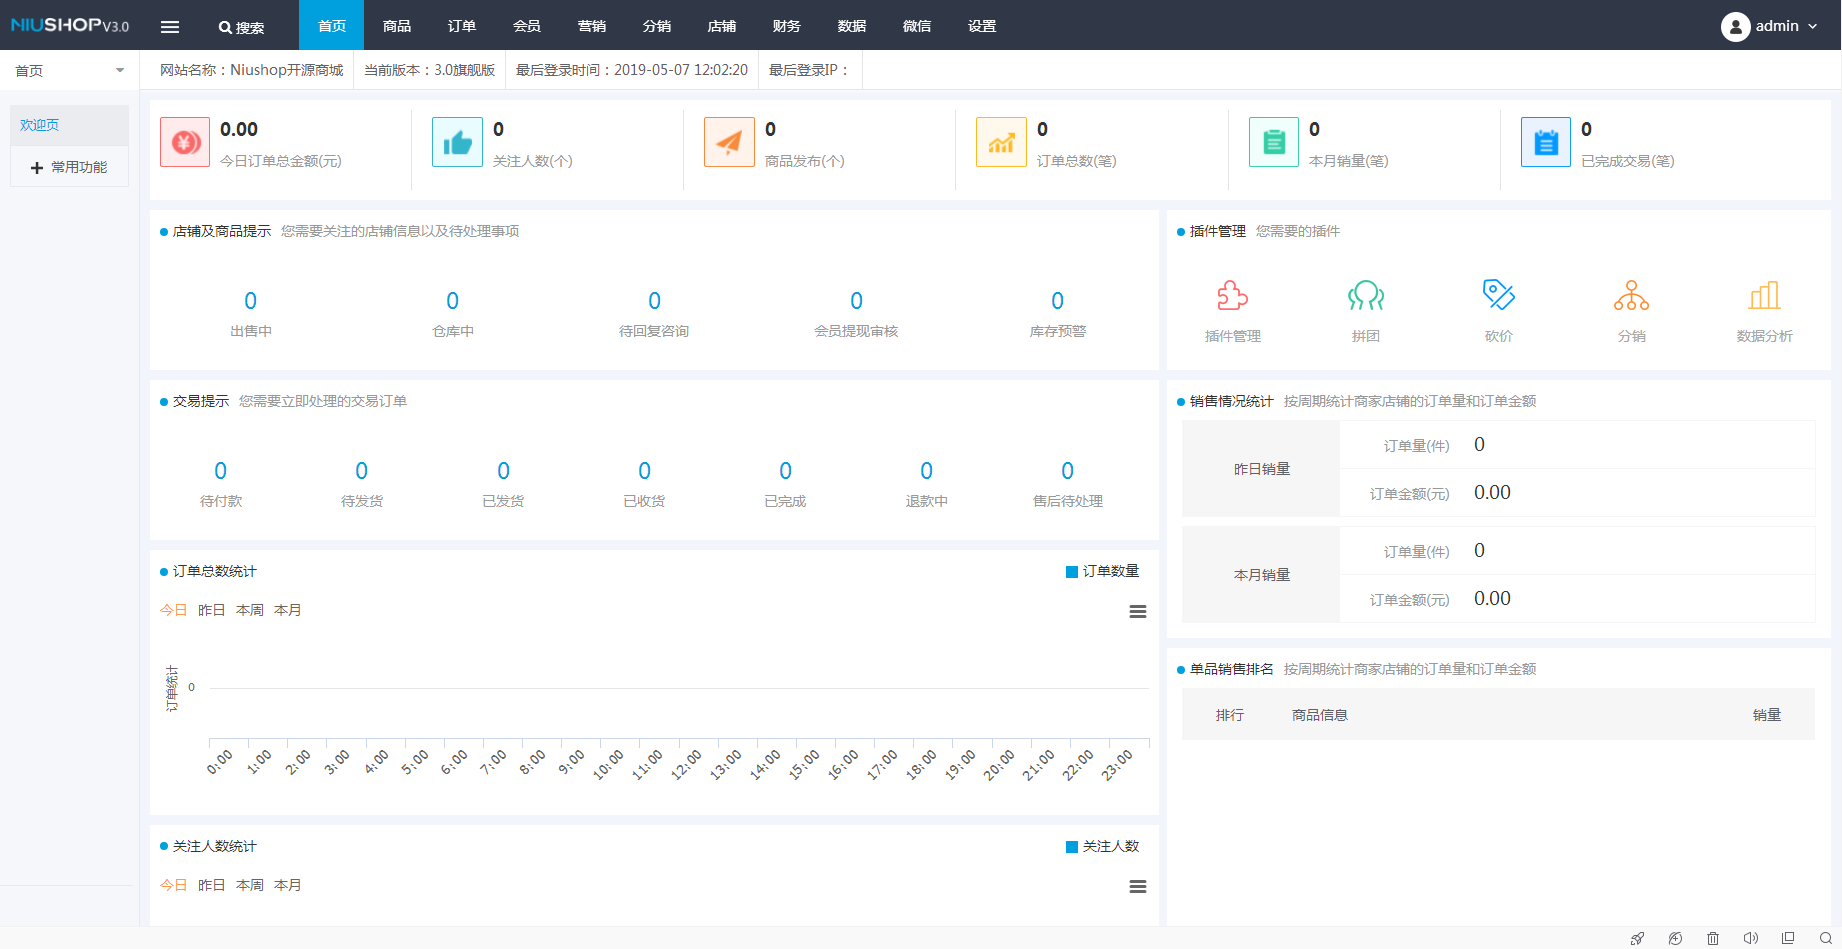 NIUSHOP V3.0 搜索 首页 商品 订单 会员 营销 分销 店铺 财务 数据 微信 设置 admin
首页 网站名称：Niushop开源商城 当前版本：3.0旗舰版 最后登录时间：2019-05-07 12:02:20 最后登录IP：
欢迎页
常用功能
0.00 0 0 0 0 0
今日订单总金额(元) 关注人数(个) 商品发布(个) 订单总数(笔) 本月销量(笔) 已完成交易(笔)
店铺及商品提示 您需要关注的店铺信息以及待处理事项
0 0 0 0 0
出售中 仓库中 待回复咨询 会员提现审核 库存预警
插件管理 您需要的插件
插件管理 拼团 砍价 分销 数据分析
交易提示 您需要立即处理的交易订单
0 0 0 0 0 0 0
待付款 待发货 已发货 已收货 已完成 退款中 售后待处理
销售情况统计 按周期统计商家店铺的订单量和订单金额
昨日销量
订单量(件) 0
订单金额(元) 0.00
本月销量
订单量(件) 0
订单金额(元) 0.00
订单总数统计 订单数量
今日 昨日 本周 本月
订单统计
0
0:00 1:00 2:00 3:00 4:00 5:00 6:00 7:00 8:00 9:00 10:00 11:00 12:00 13:00 14:00 15:00 16:00 17:00 18:00 19:00 20:00 21:00 22:00 23:00
单品销售排名 按周期统计商家店铺的订单量和订单金额
排行 商品信息 销量
关注人数统计 关注人数
今日 昨日 本周 本月